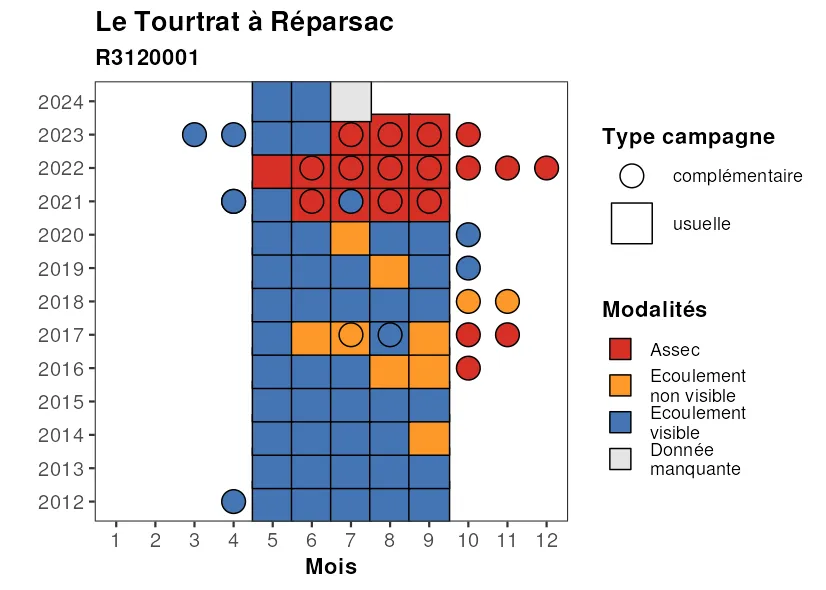 Le Tourtrat à Réparsac
R3120001
2024
2023
2022
2021
2020
2019
2018
2017
2016
2015
2014
2013
2012
1 2 3 4 5 6 7 8 9 10 11 12
Mois
Type campagne
complémentaire
usuelle
Modalités
Assec
Ecoulement
non visible
Ecoulement
visible
Donnée
manquante